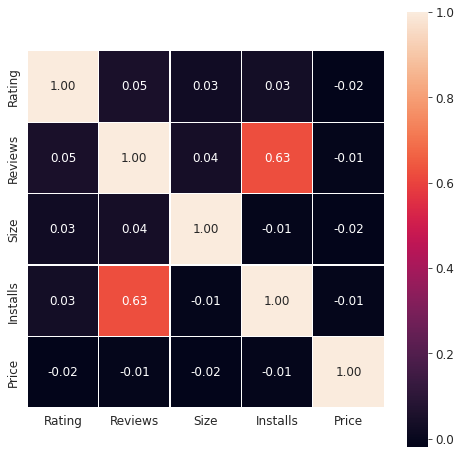 1.0
Rating 1.00 0.05 0.03 0.03 -0.02
0.8
Reviews 0.05 1.00 0.04 0.63 -0.01
0.6
Size 0.03 0.04 1.00 -0.01 -0.02
0.4
Installs 0.03 0.63 -0.01 1.00 -0.01
0.2
Price -0.02 -0.01 -0.02 -0.01 1.00
Rating Reviews Size Installs Price
0.0